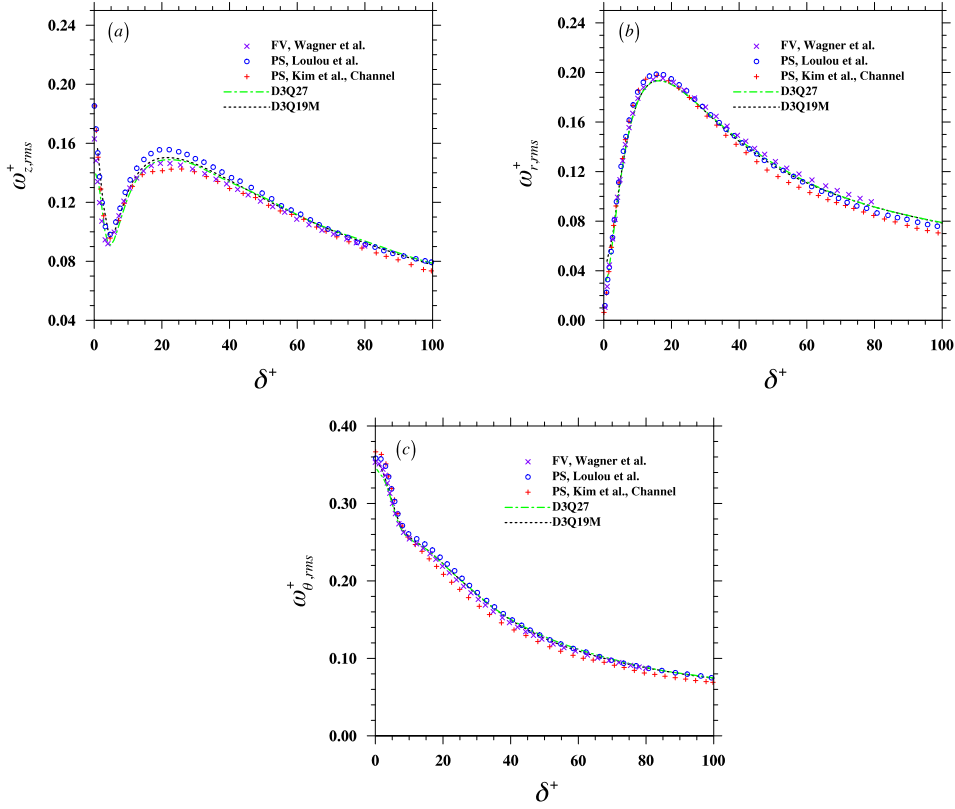 (a)
FV, Wagner et al.
PS, Loulou et al.
PS, Kim et al., Channel
D3Q27
D3Q19M
0.24
0.20
0.16
0.12
0.08
0.04
ω⁺z,rms
0 20 40 60 80 100
δ⁺
(b)
FV, Wagner et al.
PS, Loulou et al.
PS, Kim et al., Channel
D3Q27
D3Q19M
0.24
0.20
0.16
0.12
0.08
0.04
0.00
ω⁺r,rms
0 20 40 60 80 100
δ⁺
(c)
FV, Wagner et al.
PS, Loulou et al.
PS, Kim et al., Channel
D3Q27
D3Q19M
0.40
0.30
0.20
0.10
0.00
ω⁺θ,rms
0 20 40 60 80 100
δ⁺